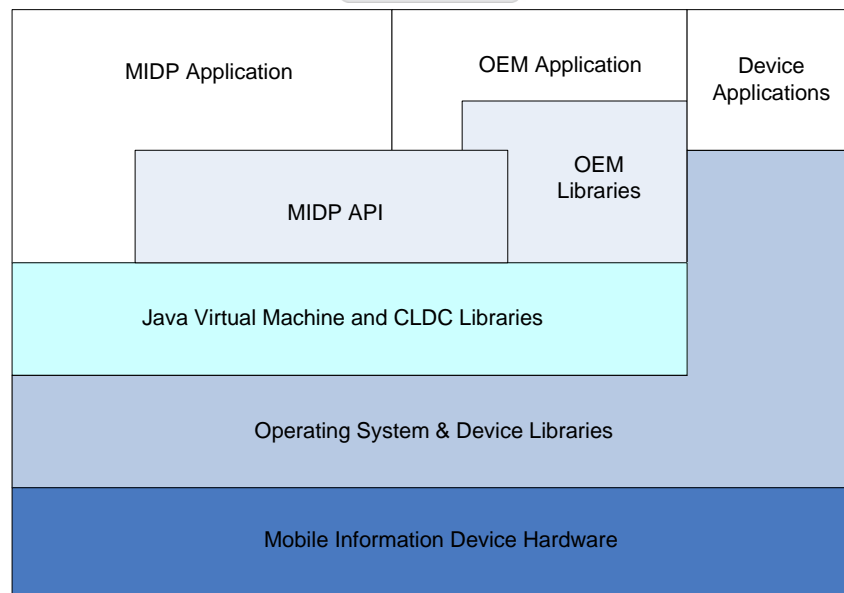 MIDP Application
OEM Application
Device
Applications
OEM
Libraries
MIDP API
Java Virtual Machine and CLDC Libraries
Operating System & Device Libraries
Mobile Information Device Hardware